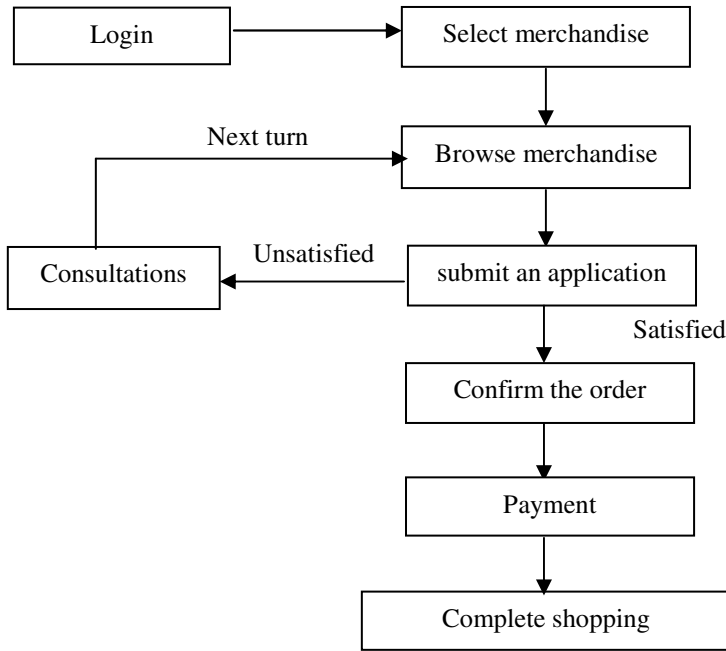 Login
Select merchandise
Next turn
Browse merchandise
Consultations
Unsatisfied
submit an application
Satisfied
Confirm the order
Payment
Complete shopping